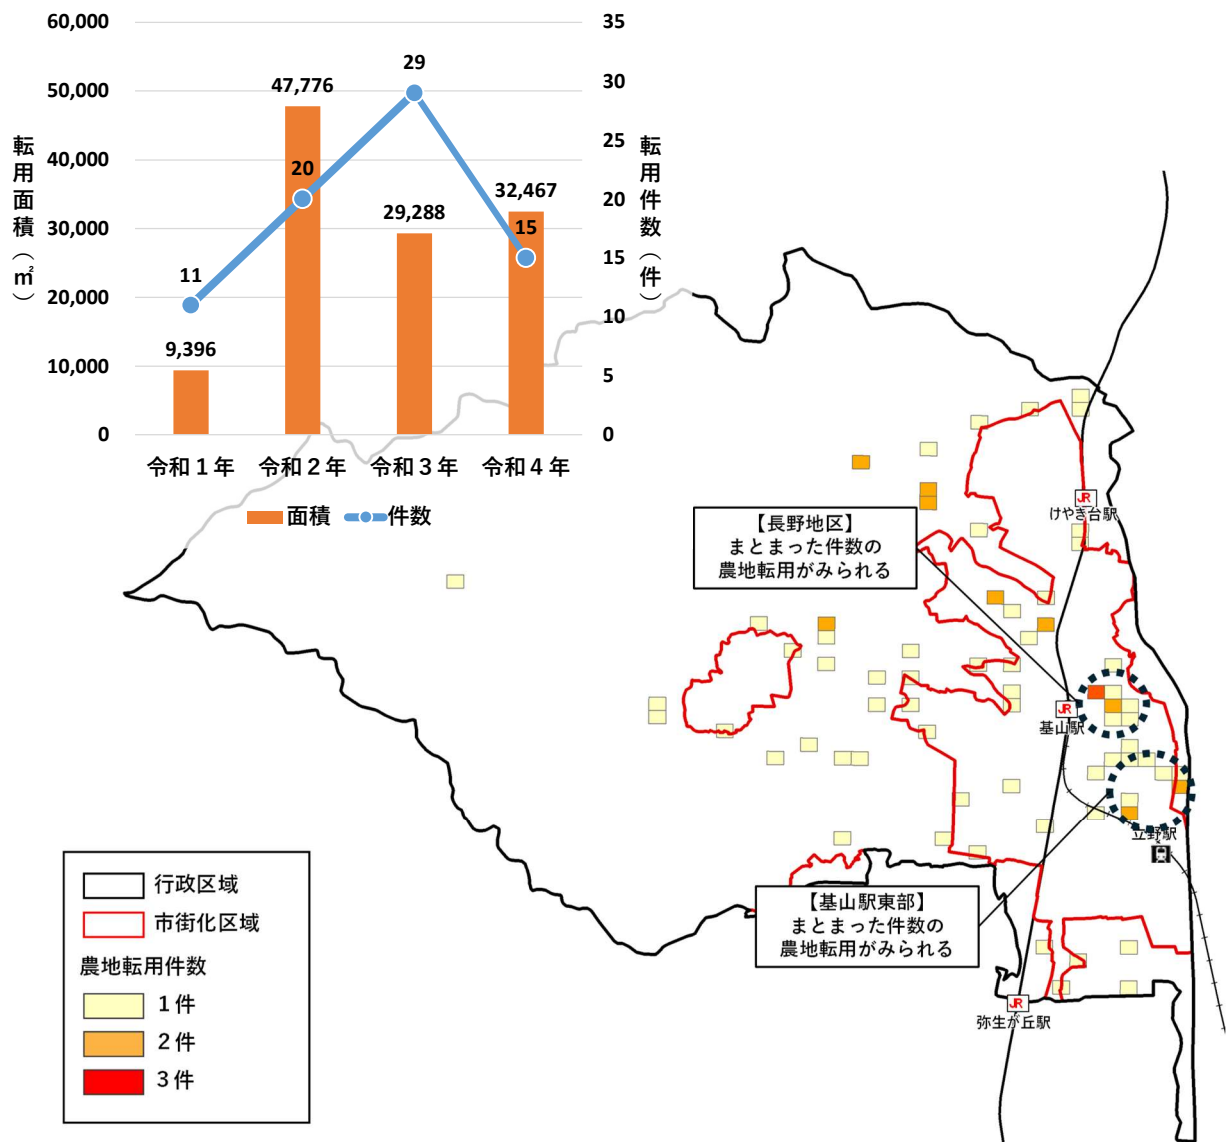 60,000
50,000
40,000
30,000
20,000
10,000
0
転用面積（㎡）
35
30
25
20
15
10
5
0
転用件数（件）
47,776
29
20
32,467
29,288
15
11
9,396
令和１年
令和２年
令和３年
令和４年
面積
件数
JR
けやき台駅
【長野地区】
まとまった件数の
農地転用がみられる
JR
基山駅
立野駅
【基山駅東部】
まとまった件数の
農地転用がみられる
JR
弥生が丘駅
行政区域
市街化区域
農地転用件数
１件
２件
３件